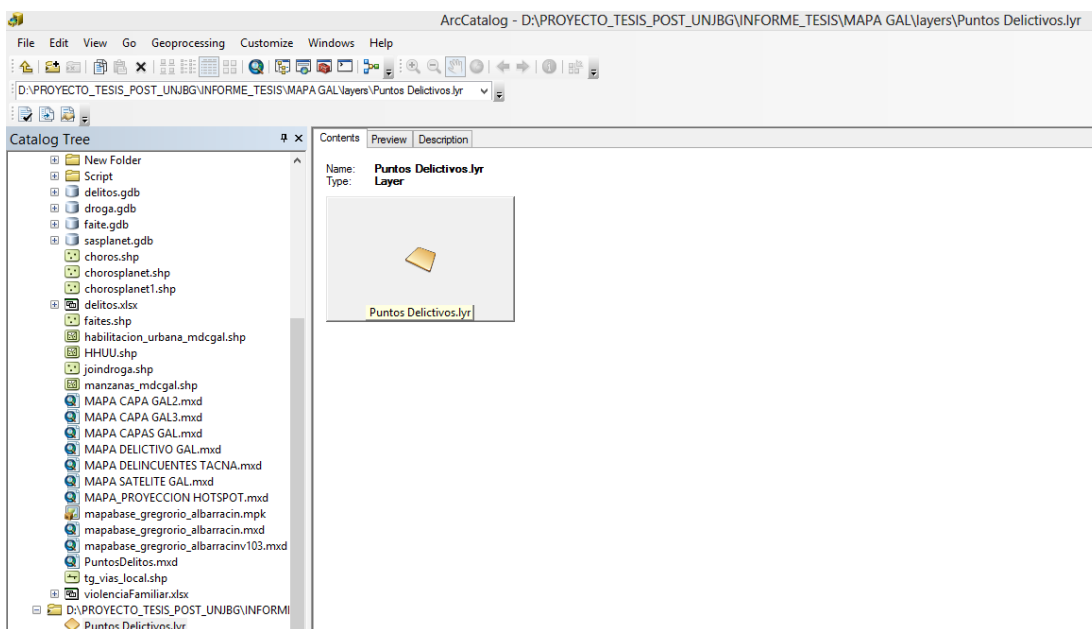 ArcCatalog - D:\PROYECTO_TESIS_POST_UNJBG\INFORME_TESIS\MAPA GAL\layers\Puntos Delictivos.lyr
File Edit View Go Geoprocessing Customize Windows Help
D:\PROYECTO_TESIS_POST_UNJBG\INFORME_TESIS\MAPA GAL\layers\Puntos Delictivos.lyr
Catalog Tree
New Folder
Script
delitos.gdb
droga.gdb
faite.gdb
sasplanet.gdb
choros.shp
chorosplanet.shp
chorosplanet1.shp
delitos.xlsx
faites.shp
habilitacion_urbana_mdcgal.shp
HHUU.shp
joindroga.shp
manzanas_mdcgal.shp
MAPA CAPA GAL2.mxd
MAPA CAPA GAL3.mxd
MAPA CAPAS GAL.mxd
MAPA DELICTIVO GAL.mxd
MAPA DELINCUENTES TACNA.mxd
MAPA SATELITE GAL.mxd
MAPA_PROYECCION HOTSPOT.mxd
mapabase_gregrorio_albarracin.mpk
mapabase_gregrorio_albarracin.mxd
mapabase_gregrorio_albarracinv103.mxd
PuntosDelitos.mxd
tg_vias_local.shp
violenciaFamiliar.xlsx
D:\PROYECTO_TESIS_POST_UNJBG\INFORMI
Puntos Delictivos.lyr
Contents Preview Description
Name: Puntos Delictivos.lyr
Type: Layer
Puntos Delictivos.lyr